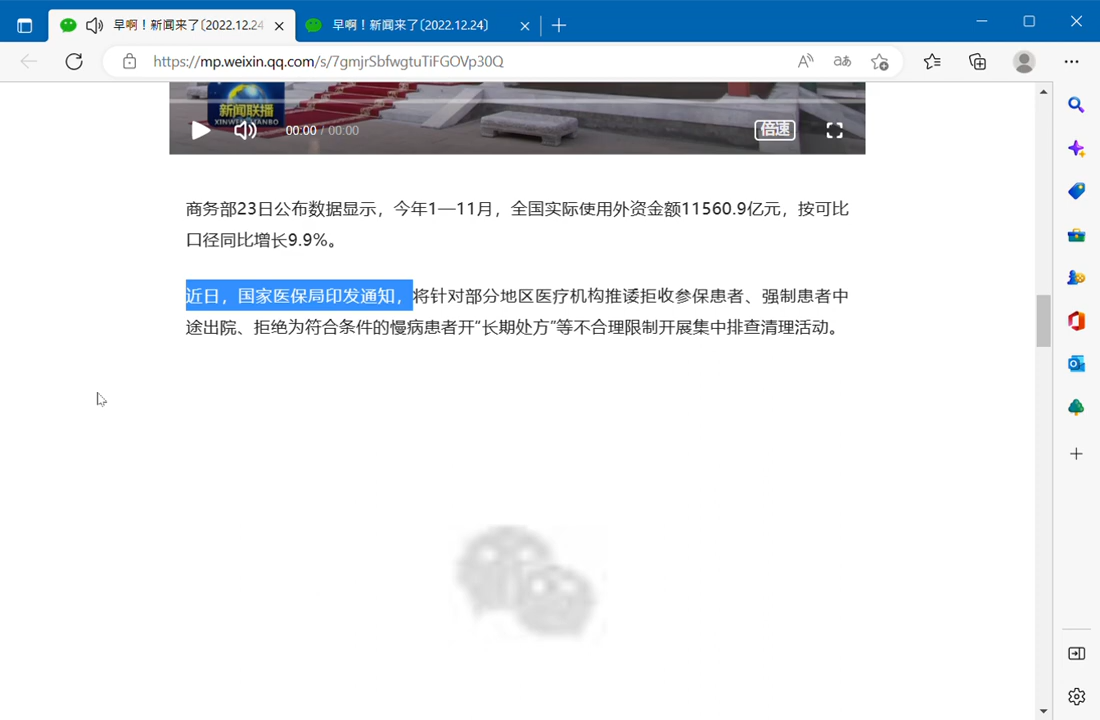 早啊！新闻来了〔2022.12.24
早啊！新闻来了〔2022.12.24〕
https://mp.weixin.qq.com/s/7gmjrSbfwgtuTiFGOVp30Q
A
ああ
新闻联播
XINWENLIANBO
00:00 / 00:00
倍速
商务部23日公布数据显示，今年1—11月，全国实际使用外资金额11560.9亿元，按可比
口径同比增长9.9%。
近日，国家医保局印发通知，将针对部分地区医疗机构推诿拒收参保患者、强制患者中
途出院、拒绝为符合条件的慢病患者开“长期处方”等不合理限制开展集中排查清理活动。